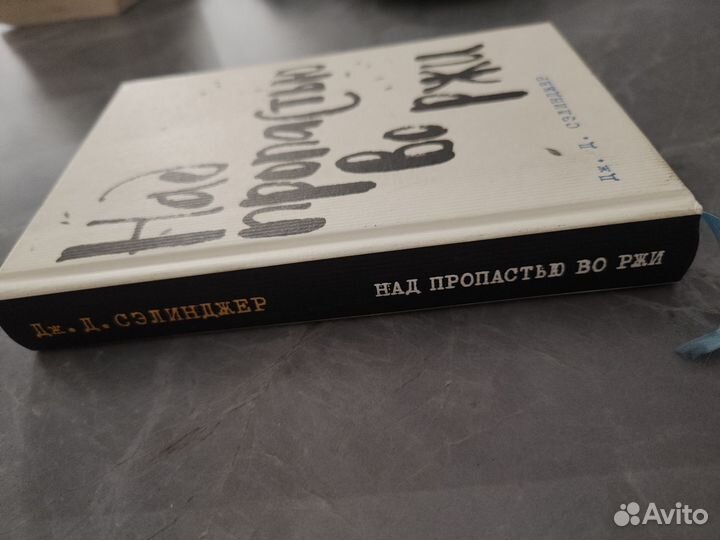 Над
пропастью
во ржи
Дж. Д. Сэлинджер
Дж. Д. СЭЛИНДЖЕР
НАД ПРОПАСТЬЮ ВО РЖИ
Avito